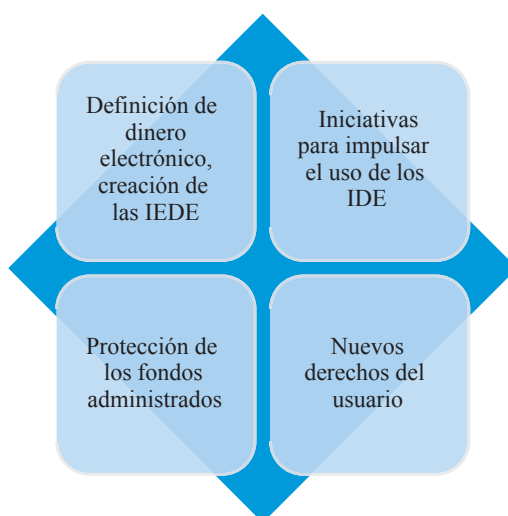 Definición de
dinero
electrónico,
creación de
las IEDE
Iniciativas
para impulsar
el uso de los
IDE
Protección de
los fondos
administrados
Nuevos
derechos del
usuario